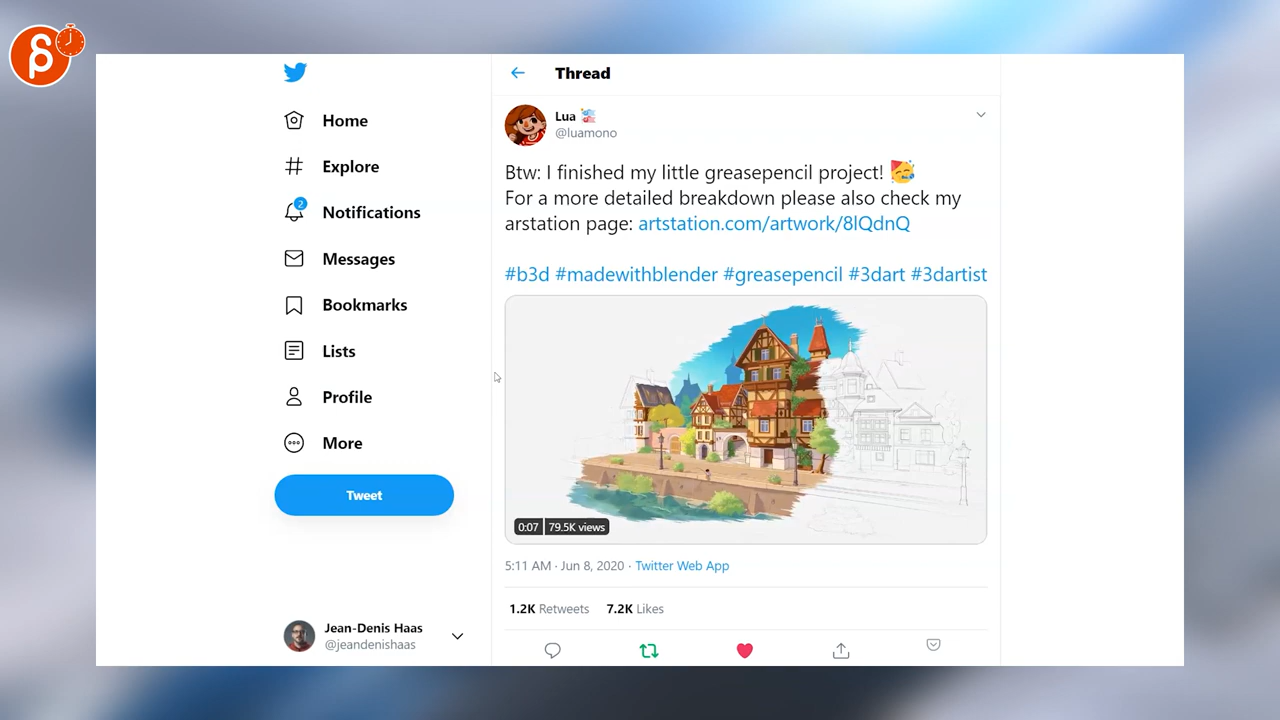 Thread
Home
Explore
2
Notifications
Messages
Bookmarks
Lists
Profile
More
Tweet
Jean-Denis Haas
@jeandenishaas
Lua
@luamono
Btw: I finished my little greasepencil project! 🥳
For a more detailed breakdown please also check my
arstation page: artstation.com/artwork/8lQdnQ
#b3d #madewithblender #greasepencil #3dart #3dartist
0:07 79.5K views
5:11 AM · Jun 8, 2020 · Twitter Web App
1.2K Retweets 7.2K Likes